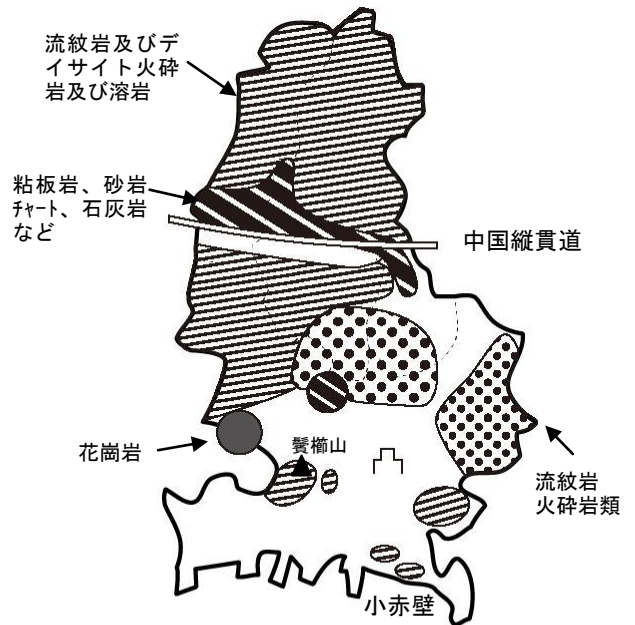 流紋岩及びデ
イサイト火砕
岩及び溶岩
粘板岩、砂岩
ﾁｬｰﾄ、石灰岩
など
中国縦貫道
花崗岩
鬢櫛山
流紋岩
火砕岩類
小赤壁